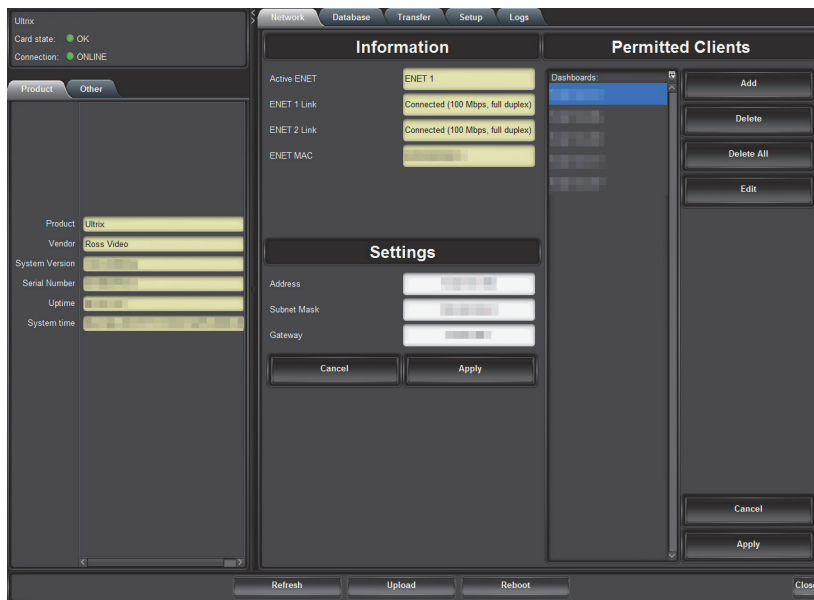 Ultrix
Card state: OK
Connection: ONLINE
Product Other
Product Ultrix
Vendor Ross Video
System Version
Serial Number
Uptime
System time
Network Database Transfer Setup Logs
Information
Active ENET ENET 1
ENET 1 Link Connected (100 Mbps, full duplex)
ENET 2 Link Connected (100 Mbps, full duplex)
ENET MAC
Settings
Address
Subnet Mask
Gateway
Cancel Apply
Permitted Clients
Dashboards:
Add
Delete
Delete All
Edit
Cancel
Apply
Refresh Upload Reboot